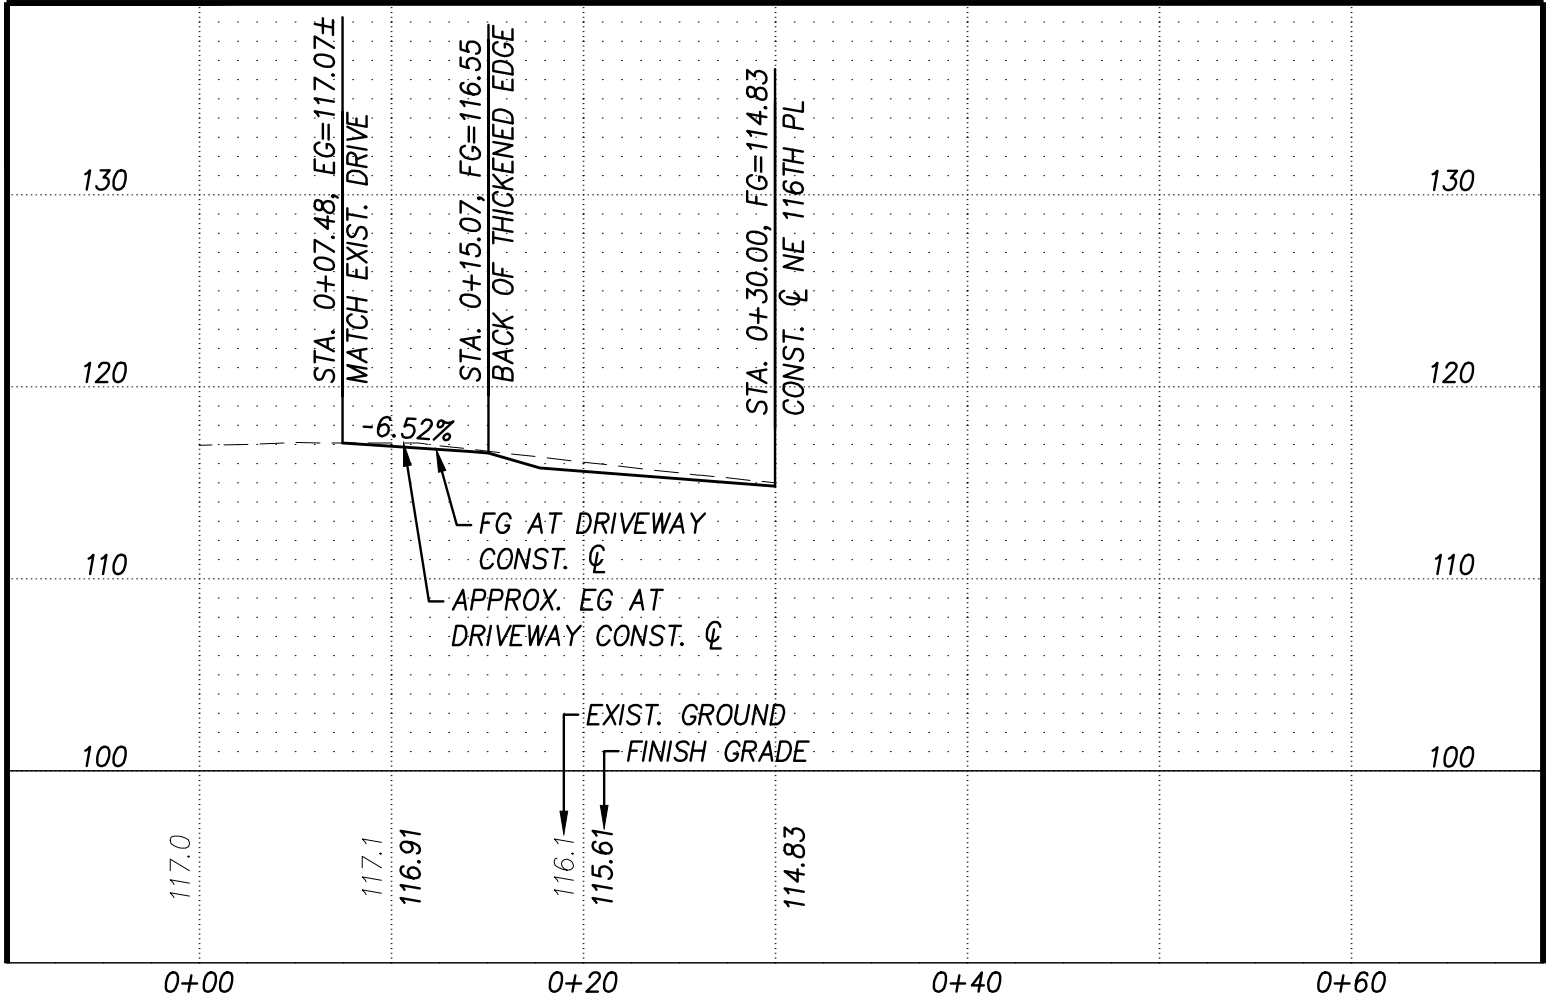 STA. 0+07.48, EG=117.07±
MATCH EXIST. DRIVE
STA. 0+15.07, FG=116.55
BACK OF THICKENED EDGE
STA. 0+30.00, FG=114.83
CONST. ℄ NE 116TH PL
130
130
120
120
-6.52%
FG AT DRIVEWAY
CONST. ℄
110
110
APPROX. EG AT
DRIVEWAY CONST. ℄
EXIST. GROUND
FINISH GRADE
100
100
117.0
117.1
116.91
116.1
115.61
114.83
0+00
0+20
0+40
0+60